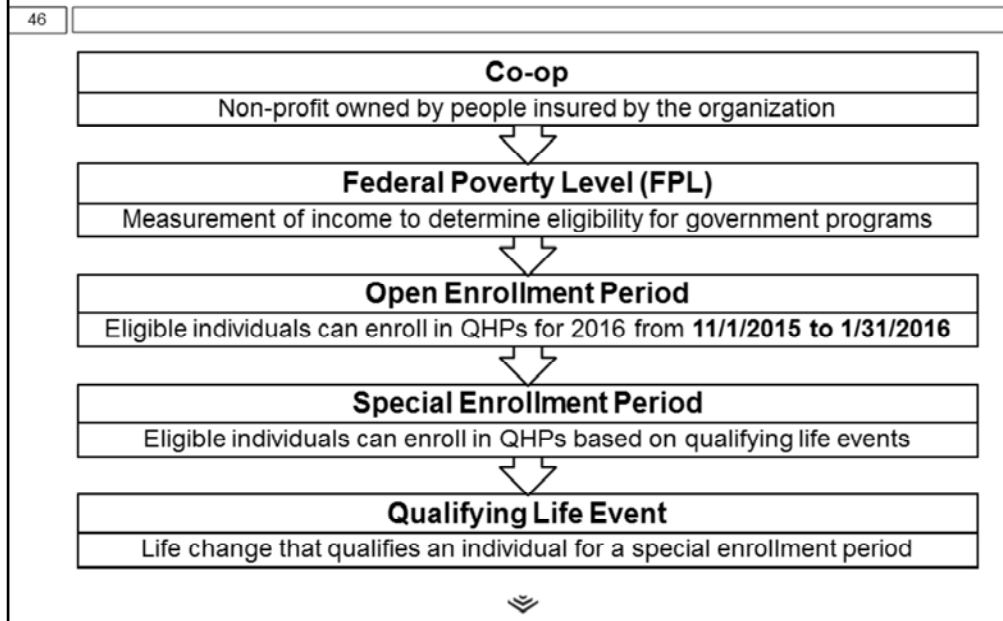 46
Co-op
Non-profit owned by people insured by the organization
Federal Poverty Level (FPL)
Measurement of income to determine eligibility for government programs
Open Enrollment Period
Eligible individuals can enroll in QHPs for 2016 from 11/1/2015 to 1/31/2016
Special Enrollment Period
Eligible individuals can enroll in QHPs based on qualifying life events
Qualifying Life Event
Life change that qualifies an individual for a special enrollment period